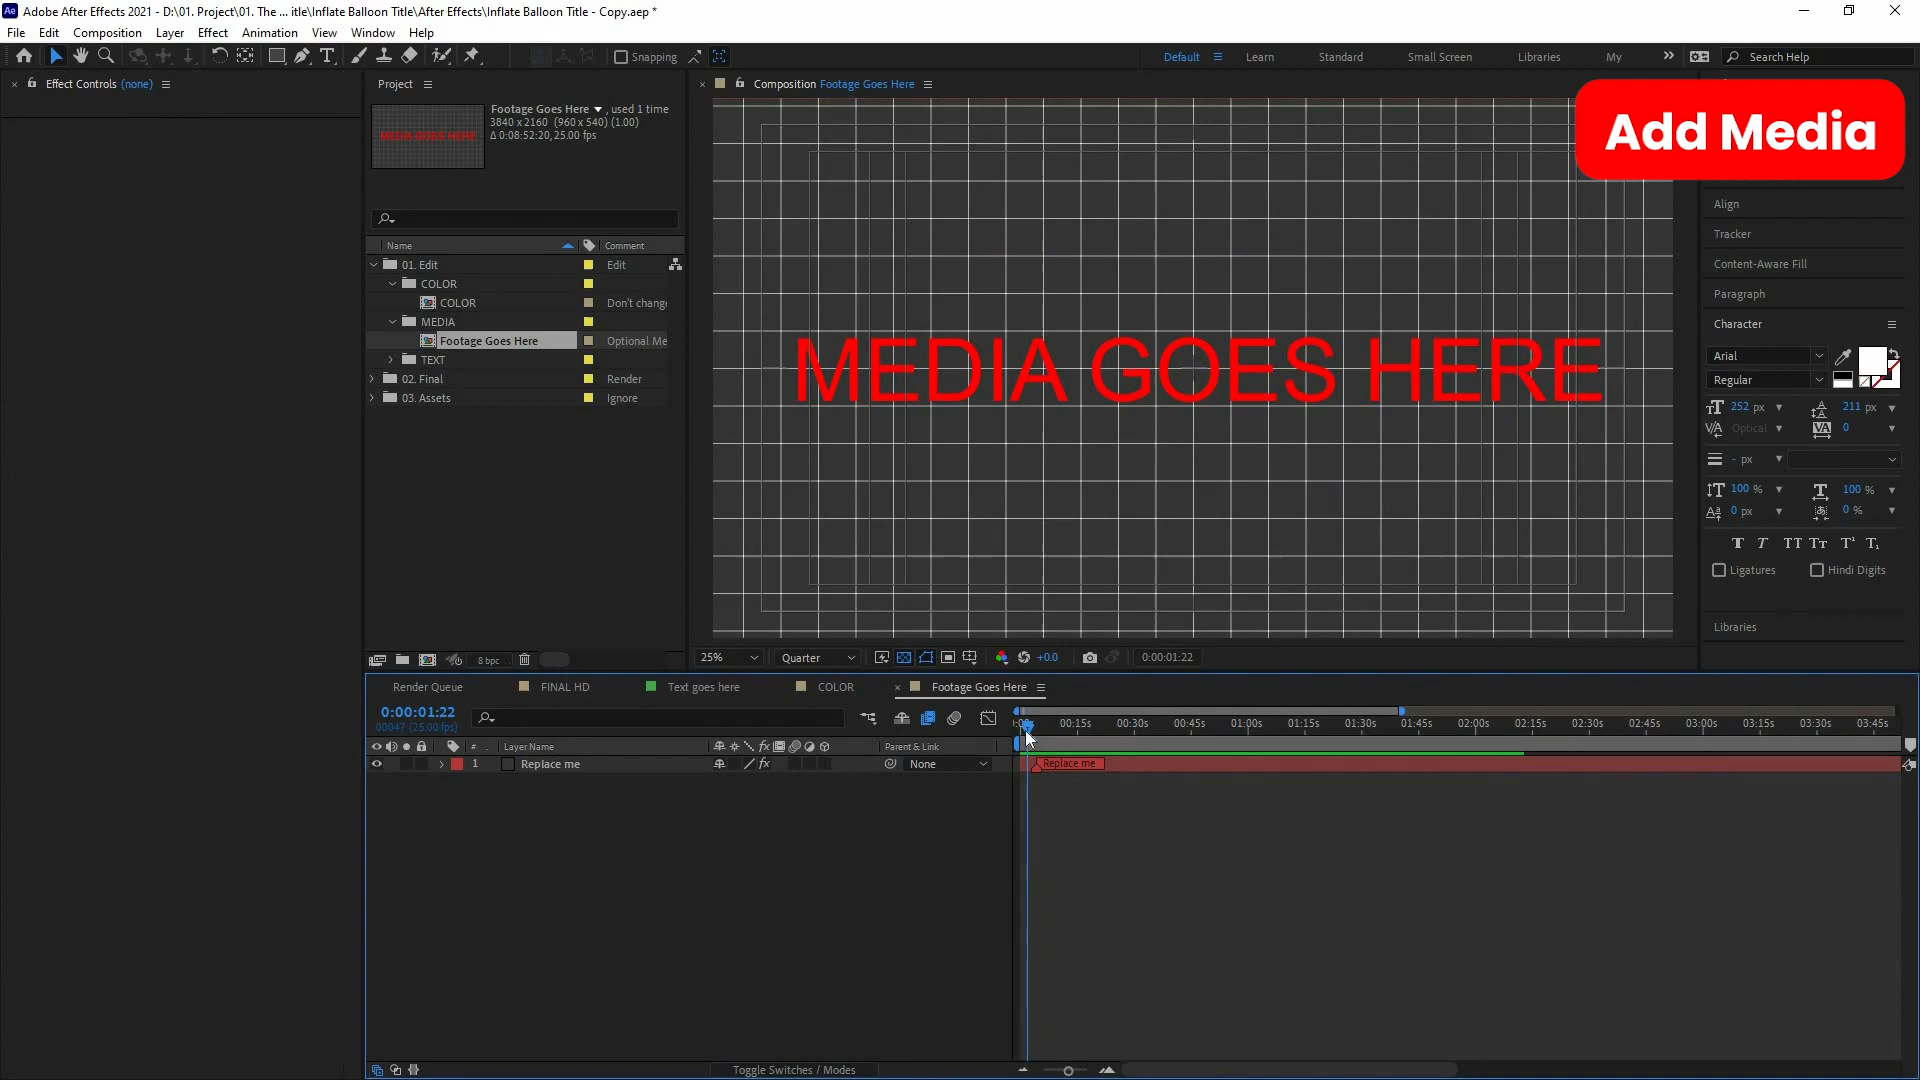 Adobe After Effects 2021 - D:\01. Project\01. The ... itle\Inflate Balloon Title\After Effects\Inflate Balloon Title - Copy.aep *
File Edit Composition Layer Effect Animation View Window Help
Snapping
Default Learn Standard Small Screen Libraries My
Search Help
Effect Controls (none)
Project
Footage Goes Here , used 1 time
3840 x 2160 (960 x 540) (1.00)
Δ 0:08:52:20, 25.00 fps
MEDIA GOES HERE
Name Comment
01. Edit Edit
COLOR
COLOR Don't change
MEDIA
Footage Goes Here Optional Me
TEXT
02. Final Render
03. Assets Ignore
8 bpc
Composition Footage Goes Here
MEDIA GOES HERE
25% Quarter +0.0 0:00:01:22
Add Media
Align
Tracker
Content-Aware Fill
Paragraph
Character
Arial
Regular
252 px 211 px
Optical 0
- px
100 % 100 %
0 px 0 %
Ligatures Hindi Digits
Libraries
Render Queue FINAL HD Text goes here COLOR Footage Goes Here
0:00:01:22
00047 (25.00 fps)
00:15s 00:30s 00:45s 01:00s 01:15s 01:30s 01:45s 02:00s 02:15s 02:30s 02:45s 03:00s 03:15s 03:30s 03:45s
# Layer Name Parent & Link
1 Replace me None
Replace me
Toggle Switches / Modes